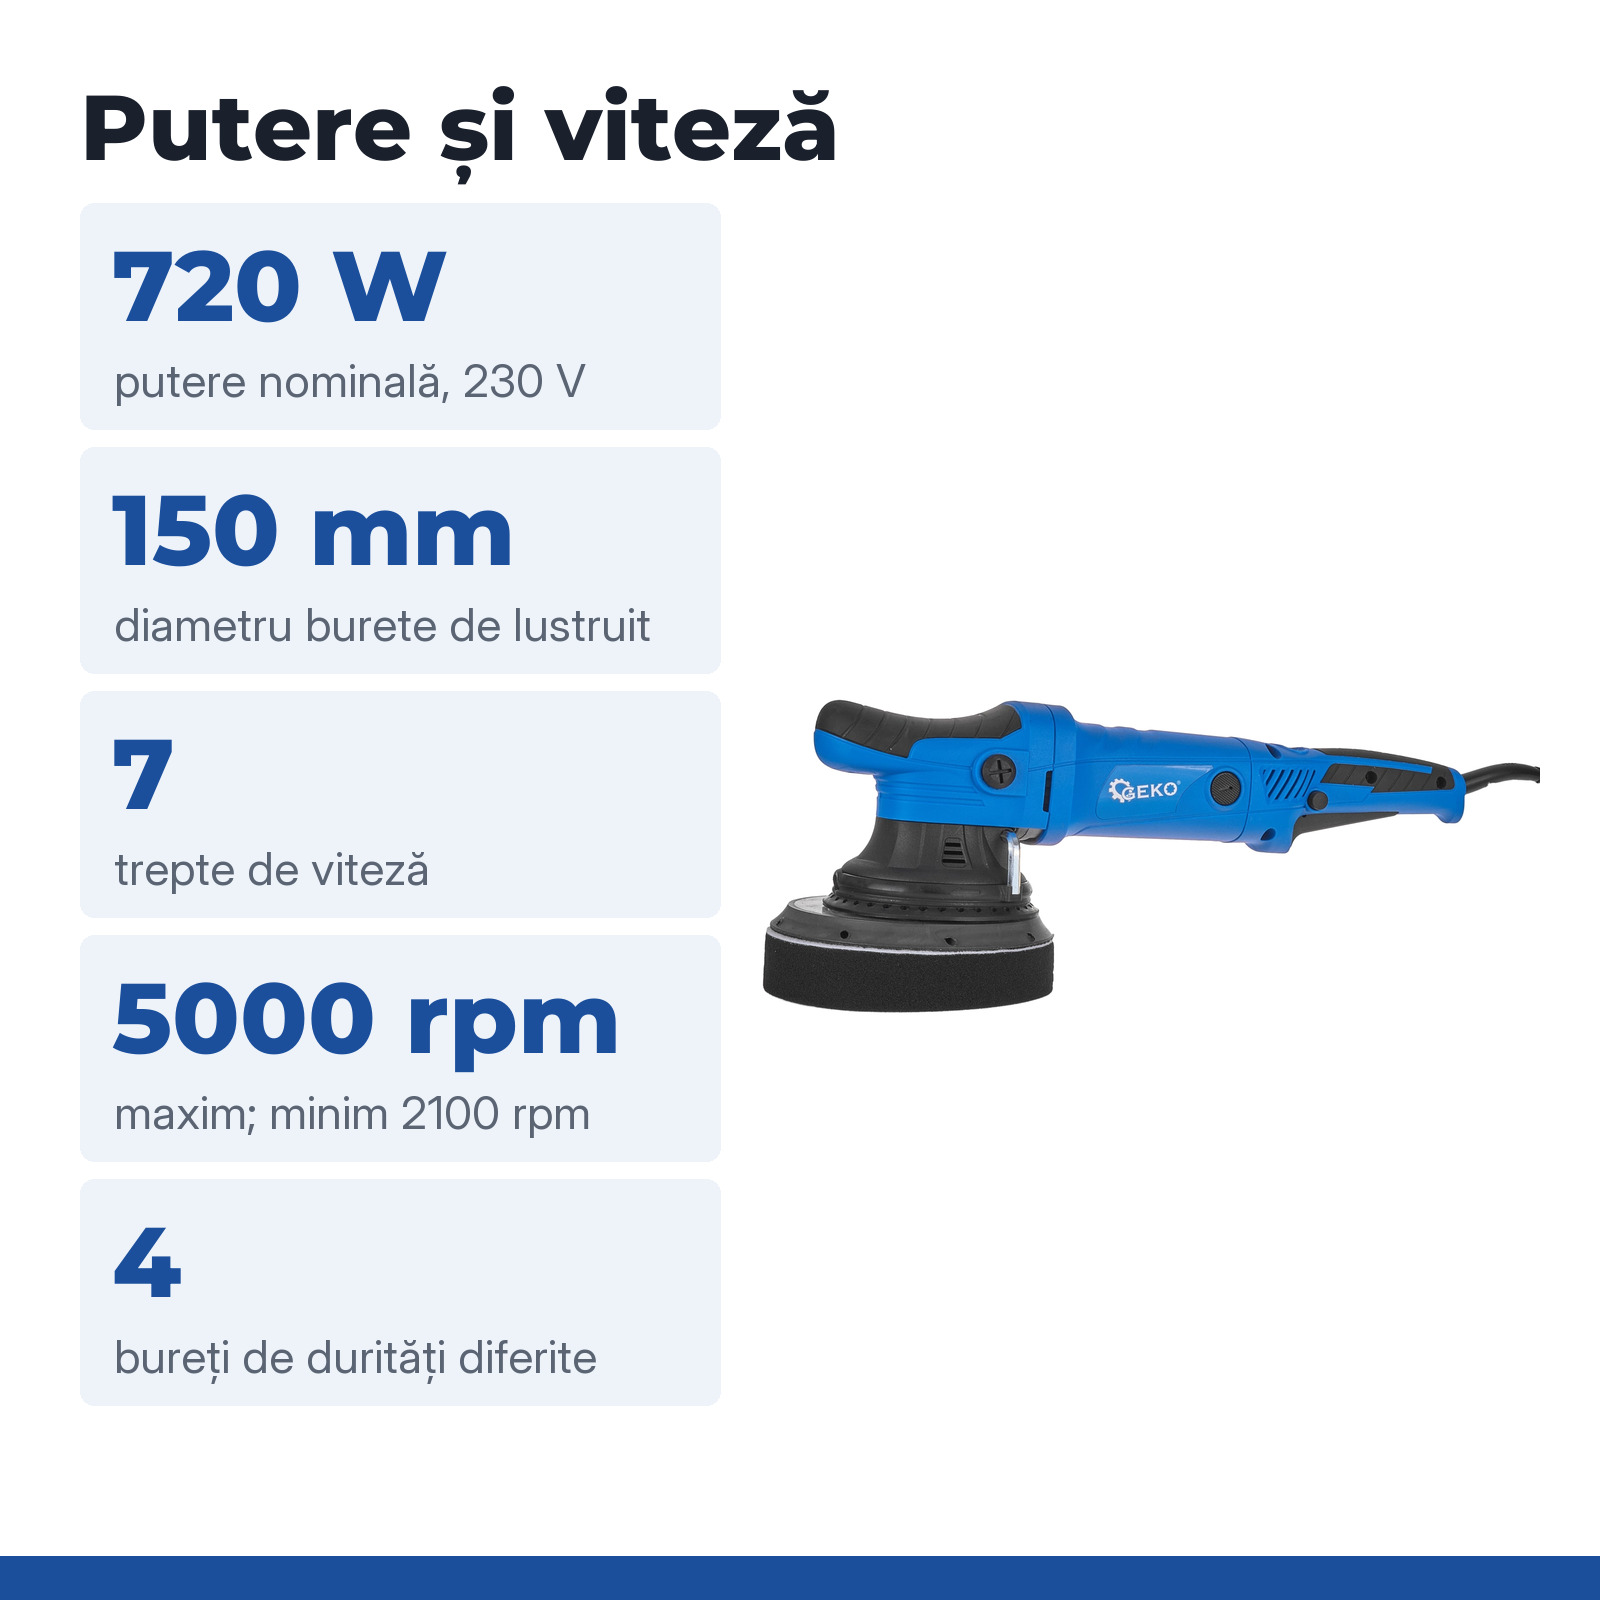 Putere și viteză
720 W
putere nominală, 230 V
150 mm
diametru burete de lustruit
7
trepte de viteză
5000 rpm
maxim; minim 2100 rpm
4
bureți de durități diferite
GEKO